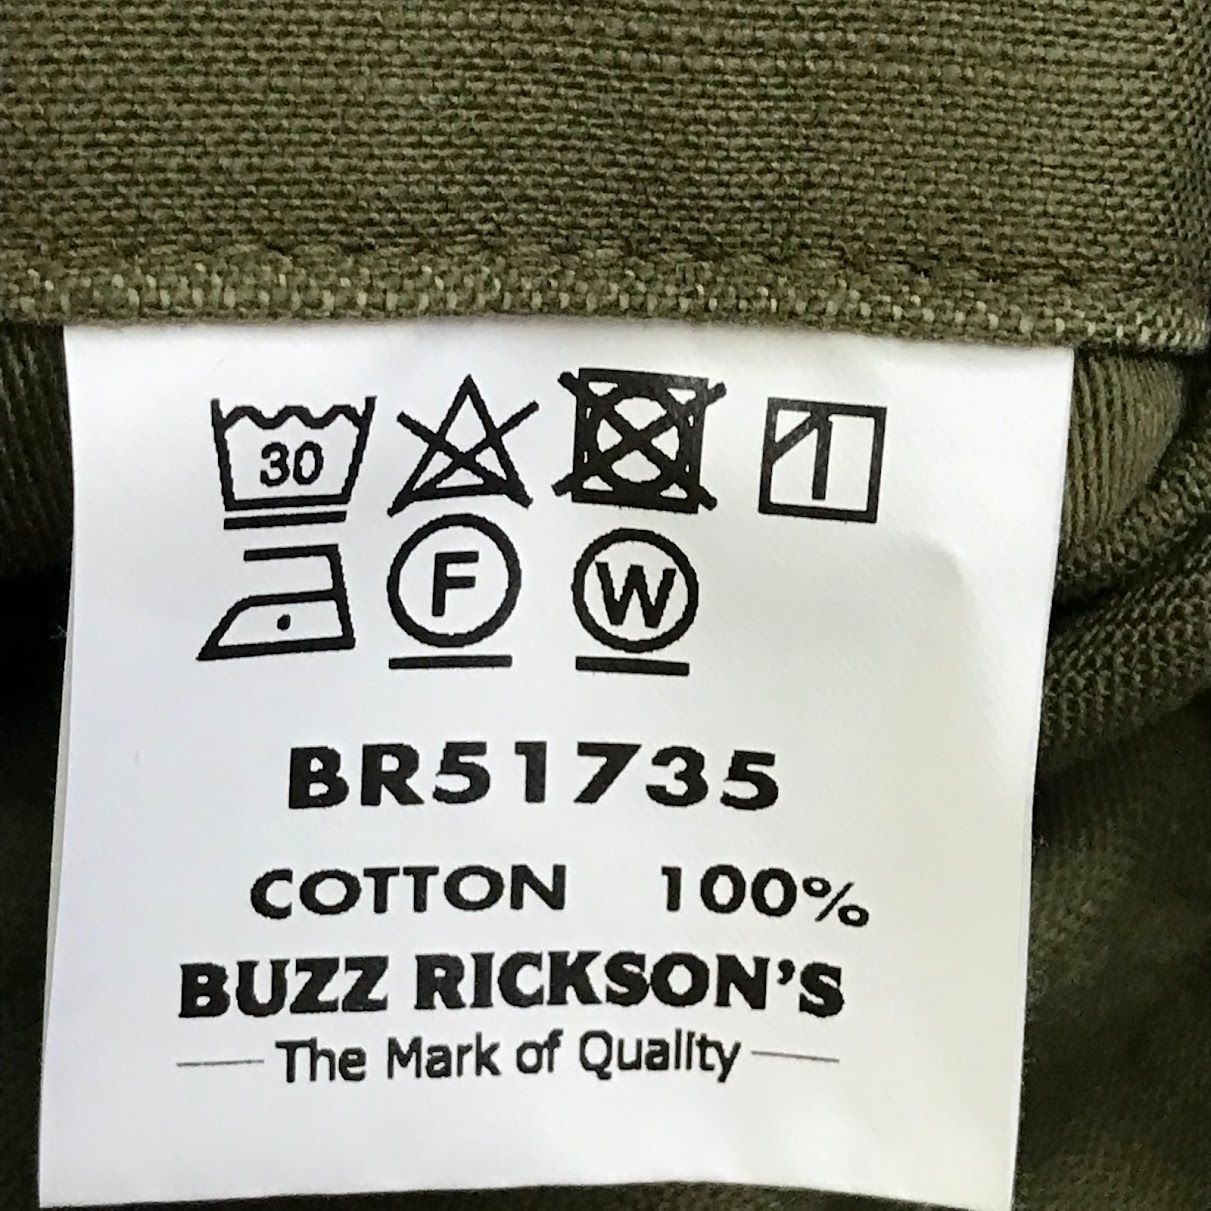 30
F W
BR51735
COTTON 100%
BUZZ RICKSON'S
The Mark of Quality